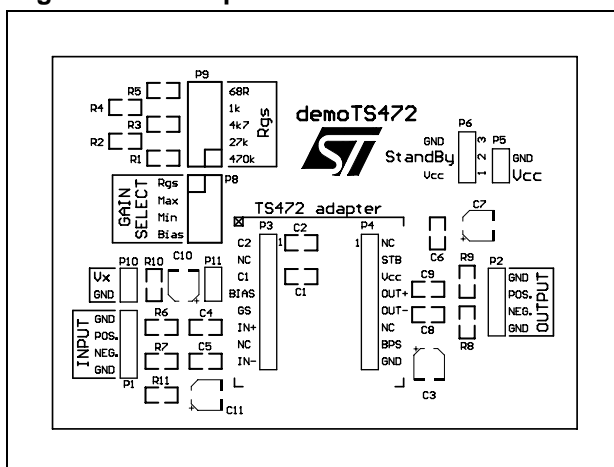 P9
R5
68R
R4
1k
R3
4k7
R2
27k
R1
470k
Rgs
demoTS472
ST
P6
P5
GND 3
StandBy 2
Vcc 1
GND
Vcc
P8
GAIN SELECT
Rgs
Max
Min
Bias
TS472 adapter
C7
C10
P3
C2
P4
C6
R9
P2
C2
1
1
NC
NC
STB
C1
C1
Vcc
C9
BIAS
OUT+
GS
OUT-
C8
IN+
NC
NC
BPS
IN-
GND
R8
Vx
GND
P10
R10
P11
INPUT
GND
POS.
NEG.
GND
P1
R6
C4
R7
C5
R11
C11
C3
GND
POS.
NEG.
GND
OUTPUT